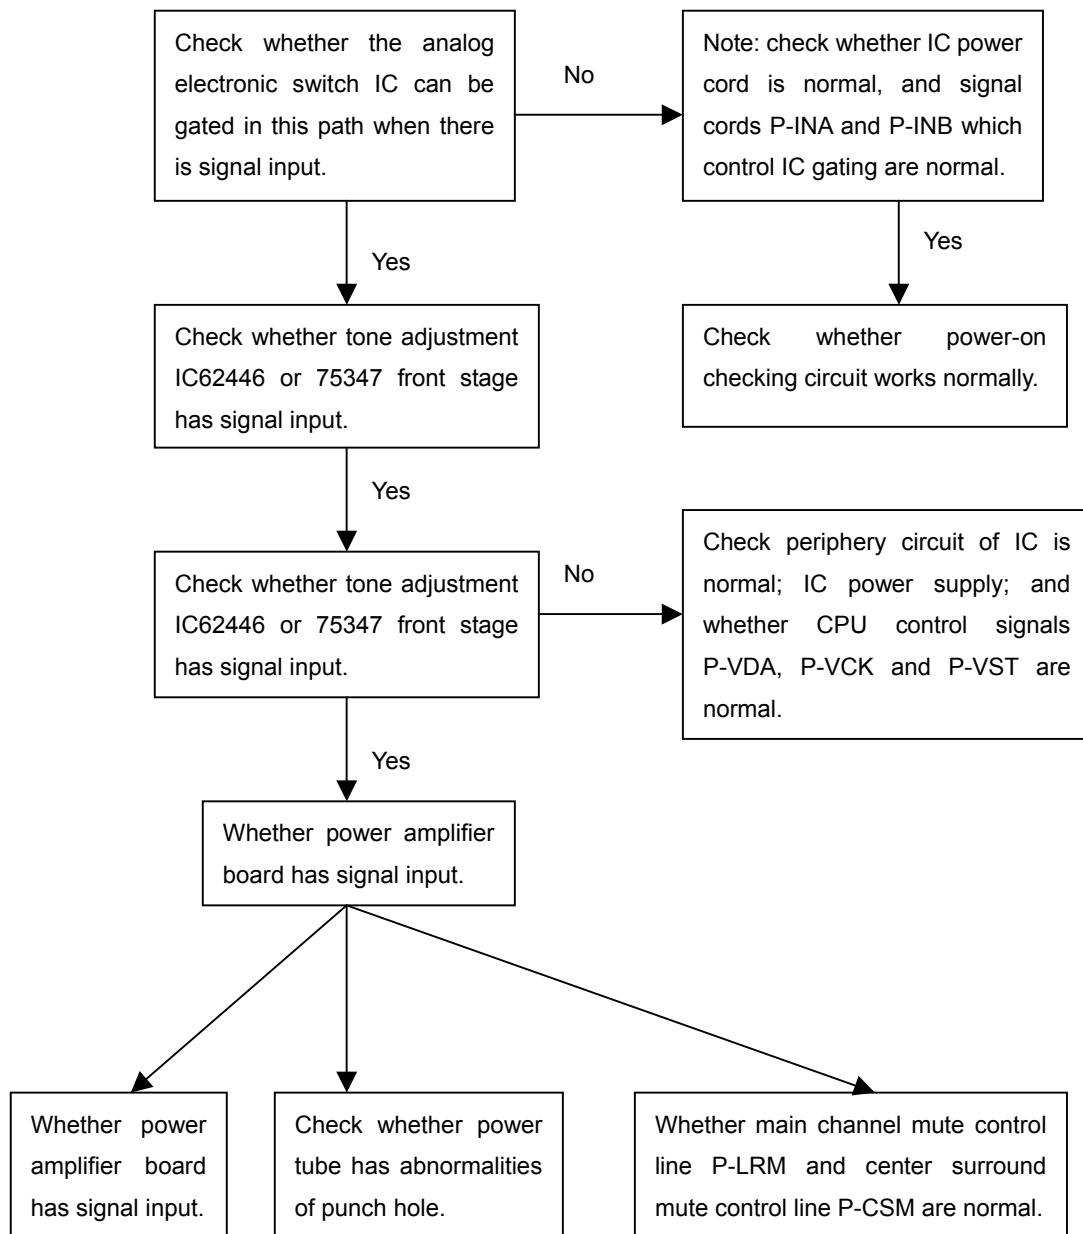 Check whether the analog
electronic switch IC can be
gated in this path when there
is signal input.
No
Note: check whether IC power
cord is normal, and signal
cords P-INA and P-INB which
control IC gating are normal.
Yes
Yes
Check whether tone adjustment
IC62446 or 75347 front stage
has signal input.
Check whether power-on
checking circuit works normally.
Yes
Check whether tone adjustment
IC62446 or 75347 front stage
has signal input.
No
Check periphery circuit of IC is
normal; IC power supply; and
whether CPU control signals
P-VDA, P-VCK and P-VST are
normal.
Yes
Whether power amplifier
board has signal input.
Whether power
amplifier board
has signal input.
Check whether power
tube has abnormalities
of punch hole.
Whether main channel mute control
line P-LRM and center surround
mute control line P-CSM are normal.